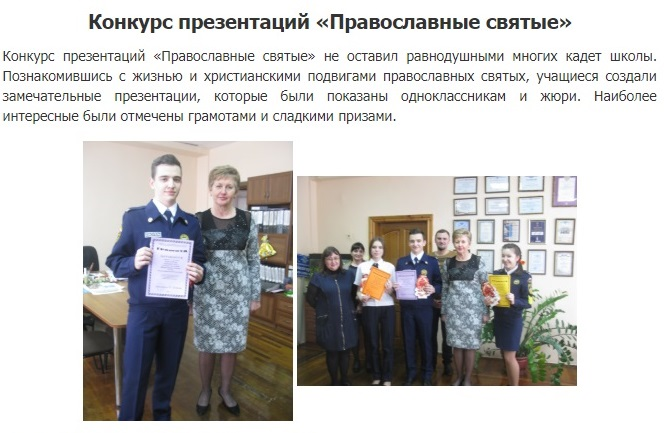 Конкурс презентаций «Православные святые»
Конкурс презентаций «Православные святые» не оставил равнодушными многих кадет школы.
Познакомившись с жизнью и христианскими подвигами православных святых, учащиеся создали
замечательные презентации, которые были показаны одноклассникам и жюри. Наиболее
интересные были отмечены грамотами и сладкими призами.